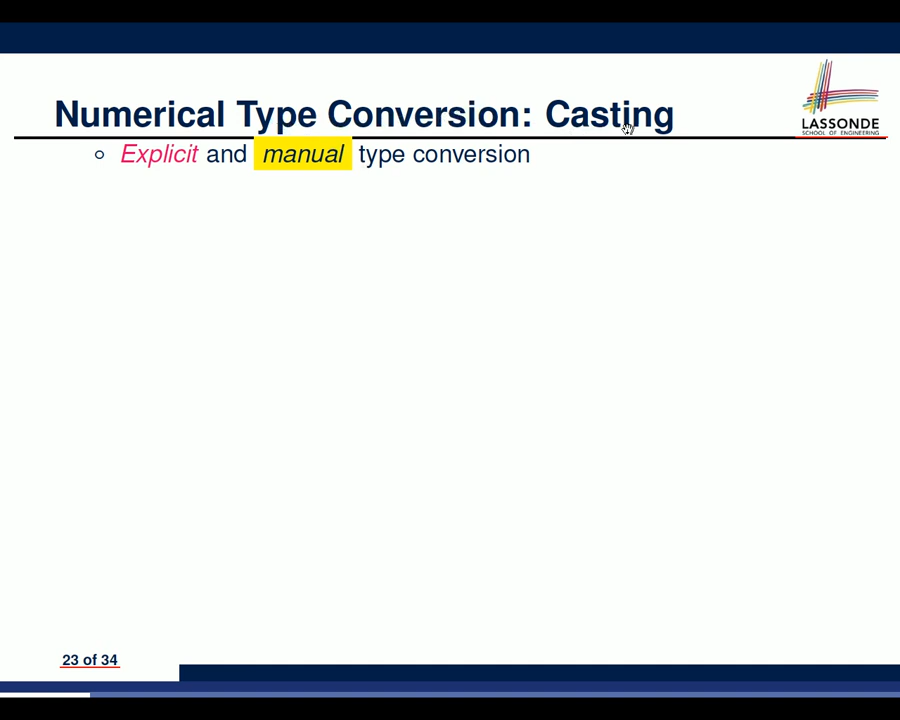 Numerical Type Conversion: Casting
LASSONDE
SCHOOL OF ENGINEERING
Explicit and manual type conversion
23 of 34